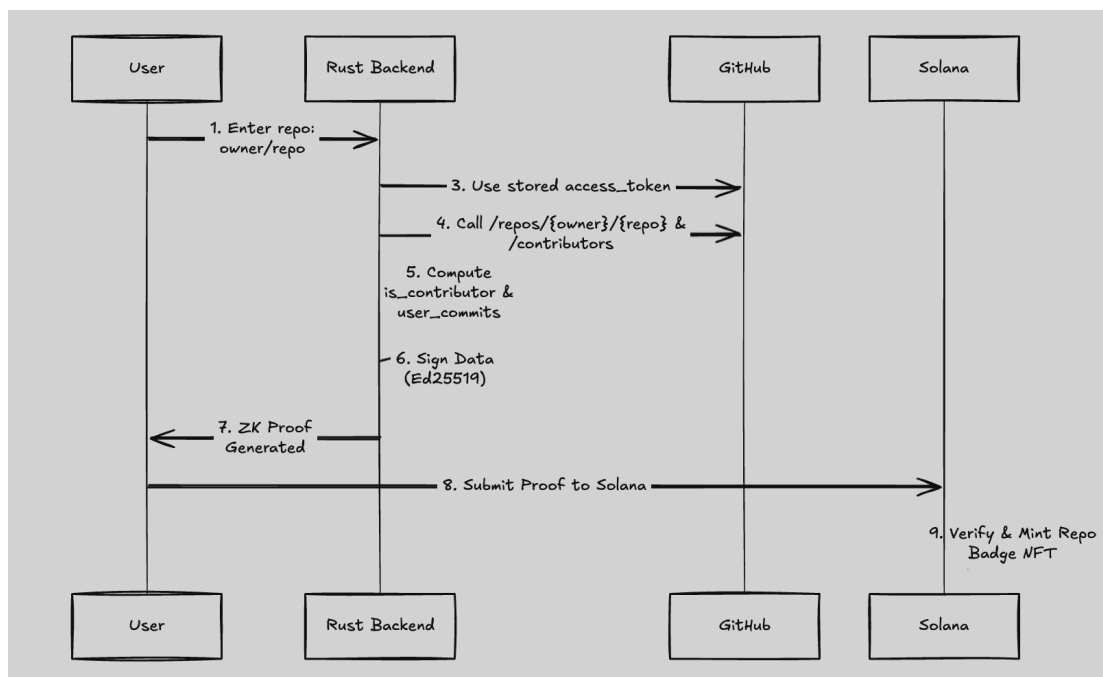 User
Rust Backend
GitHub
Solana
1. Enter repo:
owner/repo
3. Use stored access_token
4. Call /repos/{owner}/{repo} &
/contributors
5. Compute
is_contributor &
user_commits
6. Sign Data
(Ed25519)
7. ZK Proof
Generated
8. Submit Proof to Solana
9. Verify & Mint Repo
Badge NFT
User
Rust Backend
GitHub
Solana